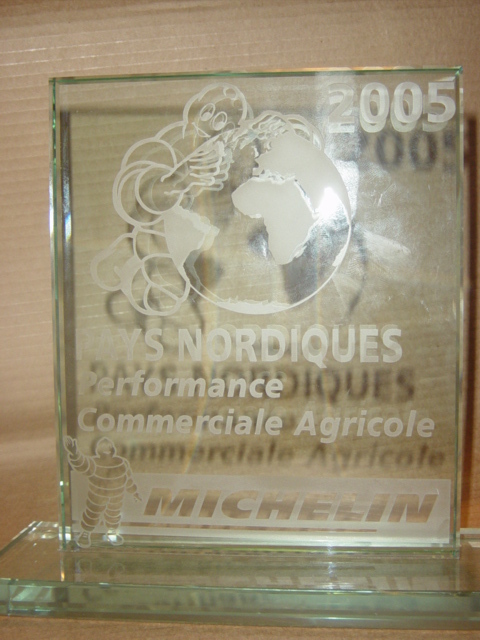 2005
PAYS NORDIQUES
Performance
Commerciale Agricole
MICHELIN